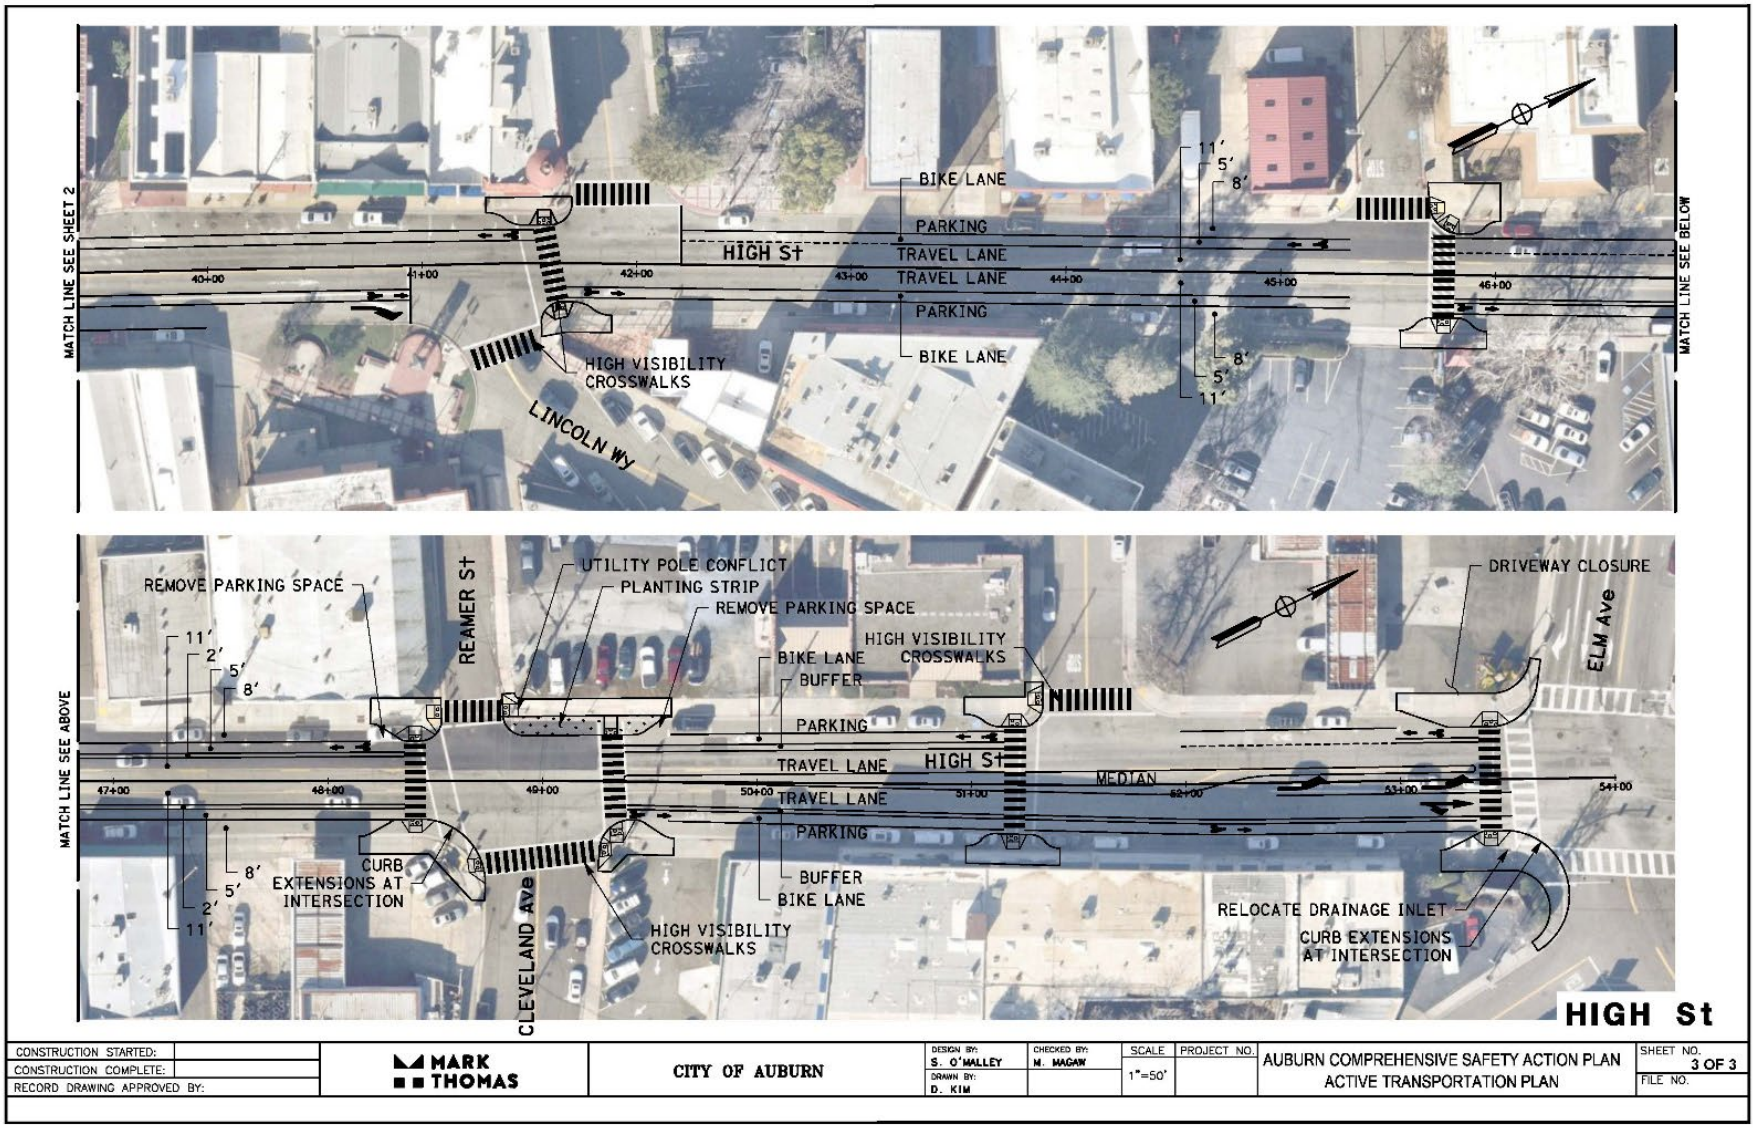 MATCH LINE SEE SHEET 2
BIKE LANE
PARKING
HIGH St
TRAVEL LANE
TRAVEL LANE
PARKING
BIKE LANE
11'
5'
8'
STOP
40+00
41+00
42+00
43+00
44+00
45+00
46+00
8'
5'
11'
HIGH VISIBILITY
CROSSWALKS
LINCOLN Wy
MATCH LINE SEE BELOW
MATCH LINE SEE ABOVE
REMOVE PARKING SPACE
REAMER St
UTILITY POLE CONFLICT
PLANTING STRIP
REMOVE PARKING SPACE
HIGH VISIBILITY
CROSSWALKS
DRIVEWAY CLOSURE
ELM Ave
11'
2'
5'
8'
BIKE LANE
BUFFER
PARKING
STOP
TRAVEL LANE
HIGH St
MEDIAN
TRAVEL LANE
PARKING
47+00
48+00
49+00
50+00
51+00
52+00
53+00
54+00
8'
5'
2'
11'
CURB
EXTENSIONS AT
INTERSECTION
BUFFER
BIKE LANE
CLEVELAND Ave
HIGH VISIBILITY
CROSSWALKS
RELOCATE DRAINAGE INLET
CURB EXTENSIONS
AT INTERSECTION
HIGH St
CONSTRUCTION STARTED:
CONSTRUCTION COMPLETE:
RECORD DRAWING APPROVED BY:
MARK
THOMAS
CITY OF AUBURN
DESIGN BY:
S. O'MALLEY
DRAWN BY:
D. KIM
CHECKED BY:
M. MAGAW
SCALE
1"=50'
PROJECT NO.
AUBURN COMPREHENSIVE SAFETY ACTION PLAN
ACTIVE TRANSPORTATION PLAN
SHEET NO.
3 OF 3
FILE NO.